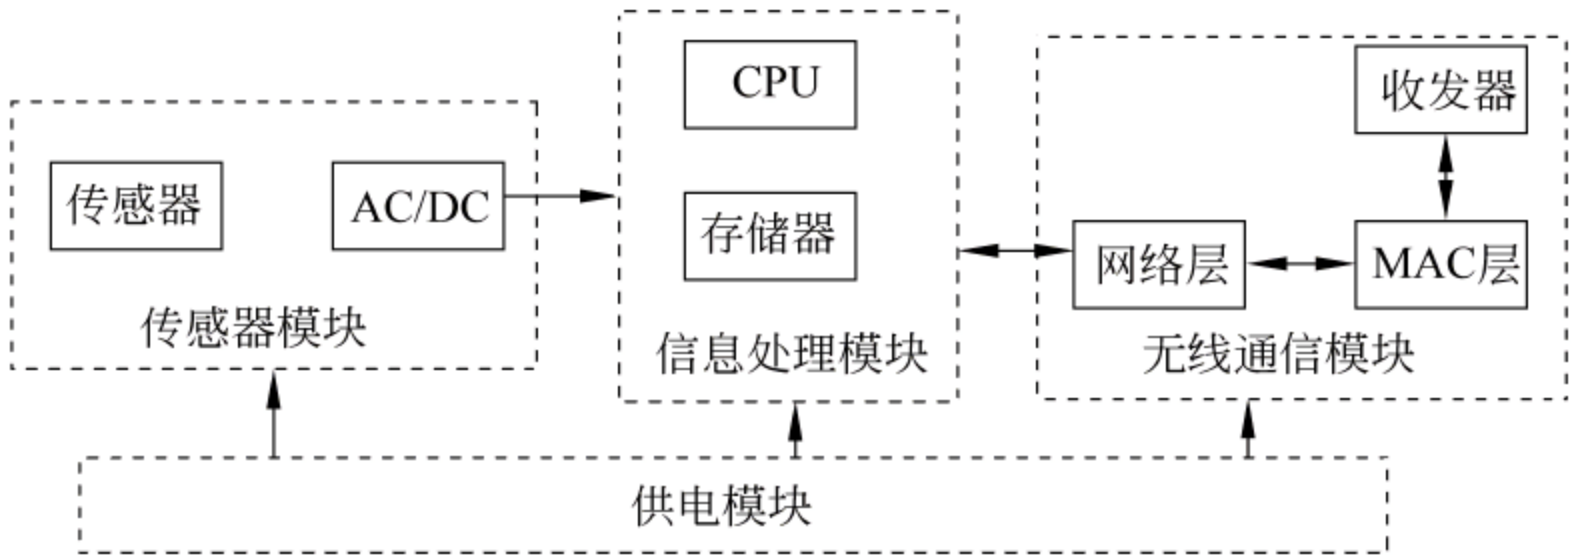 传感器
AC/DC
传感器模块
CPU
存储器
信息处理模块
收发器
网络层
MAC层
无线通信模块
供电模块